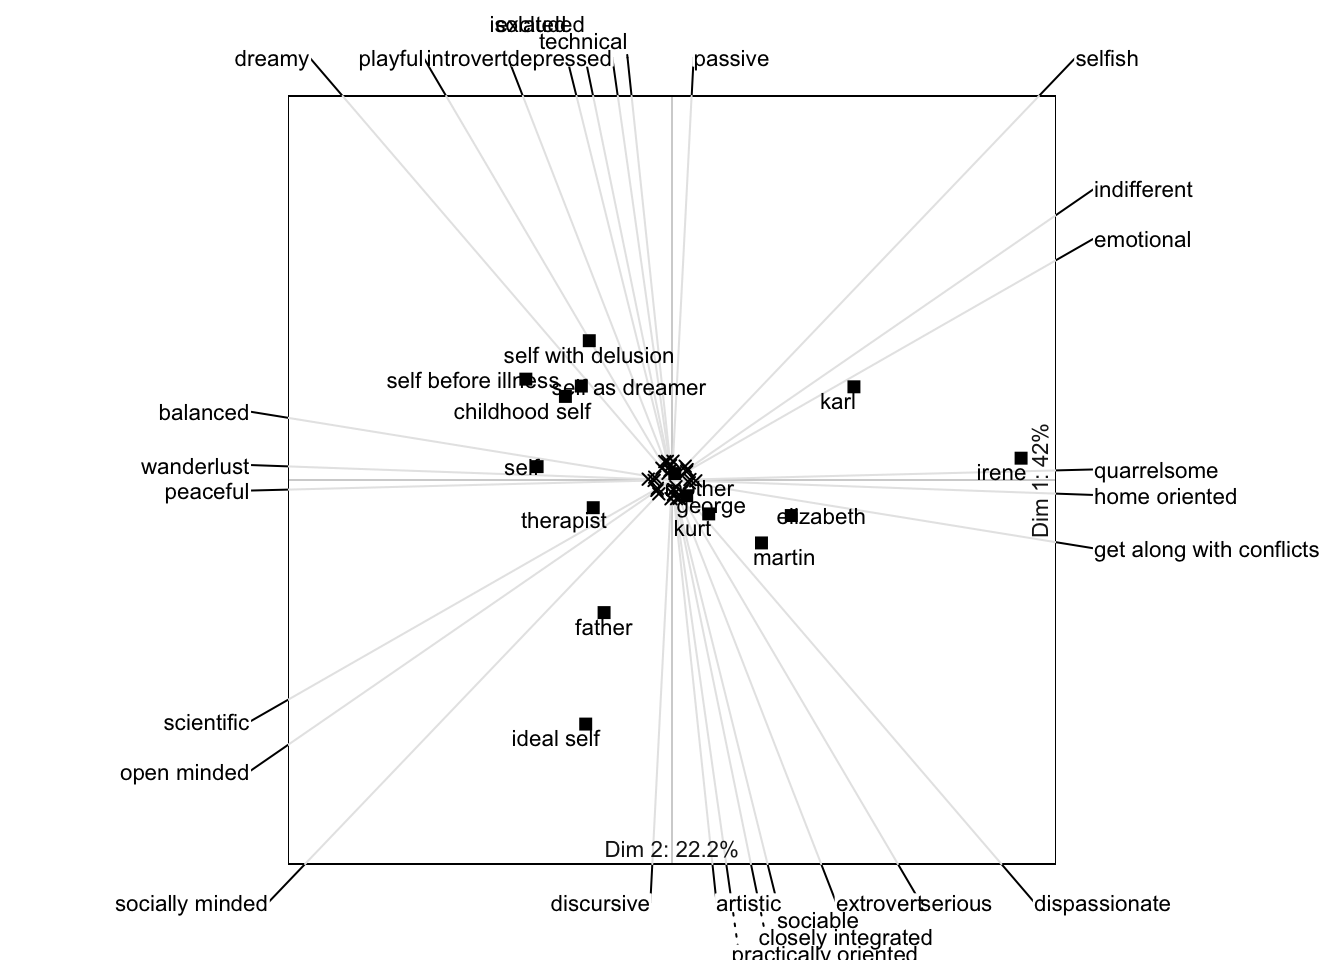 technical
dreamy
playful
introvert
depressed
passive
selfish
indifferent
emotional
self with delusion
self before illness
self as dreamer
karl
childhood self
balanced
wanderlust
self
irene
quarrelsome
Dim 1: 42%
peaceful
home oriented
george
elizabeth
therapist
kurt
get along with conflicts
martin
father
scientific
ideal self
open minded
Dim 2: 22.2%
socially minded
discursive
artistic
extrovert
serious
dispassionate
sociable
closely integrated
practically oriented